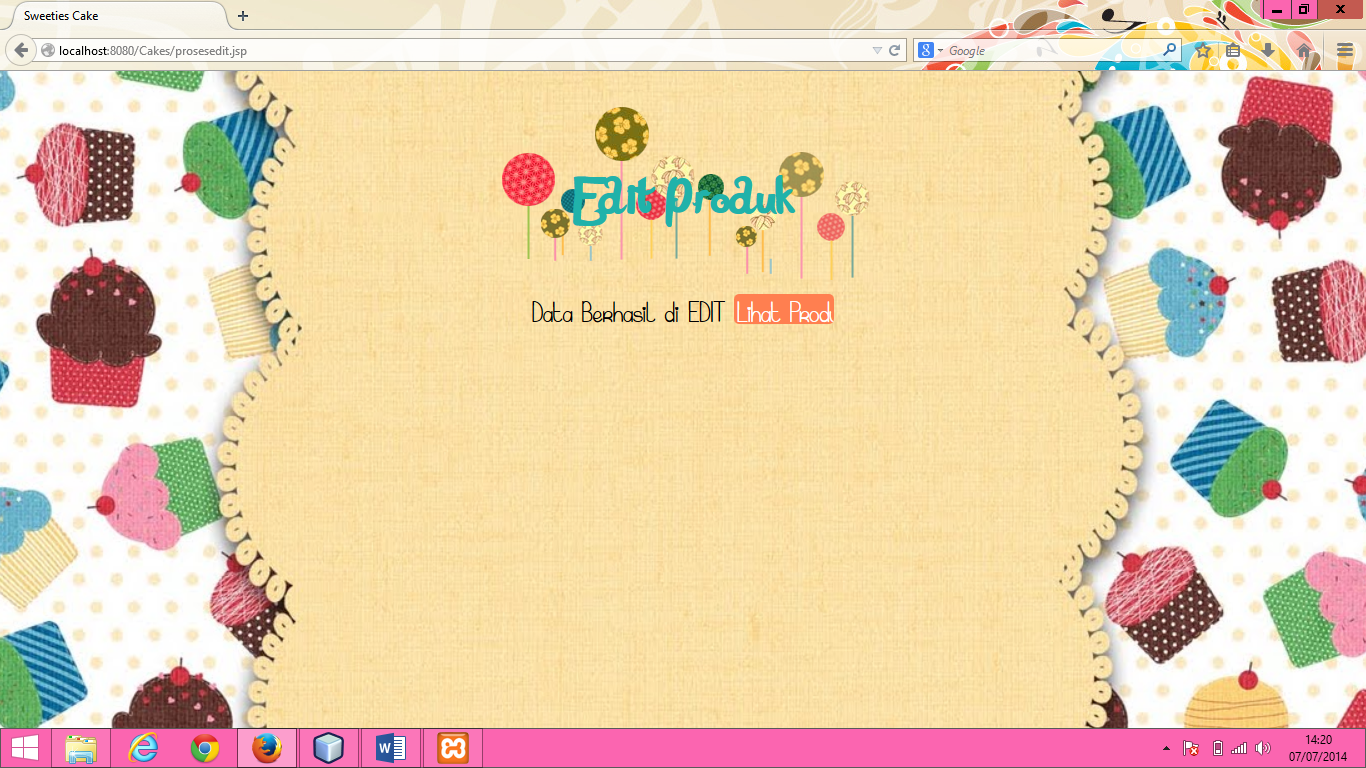 Sweeties Cake
localhost:8080/Cakes/prosesedit.jsp
Google
Edit Produk
Data Berhasil di EDIT Lihat Prod
14:20
07/07/2014